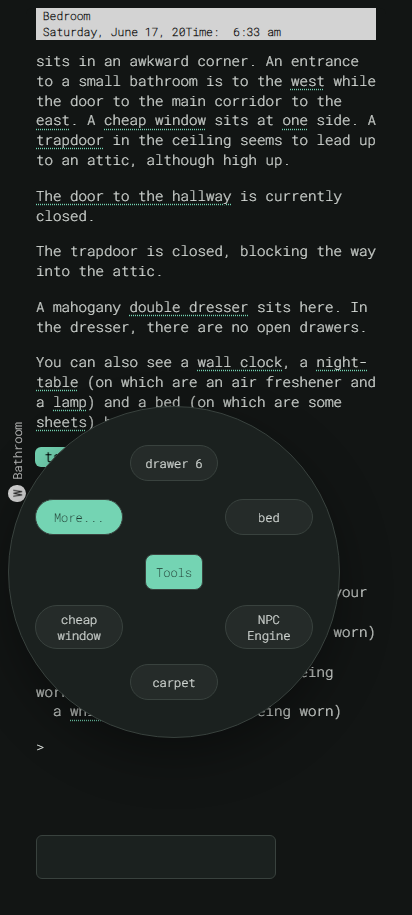 Bedroom
Saturday, June 17, 20Time:  6:33 am
sits in an awkward corner. An entrance
to a small bathroom is to the west while
the door to the main corridor to the
east. A cheap window sits at one side. A
trapdoor in the ceiling seems to lead up
to an attic, although high up.
The door to the hallway is currently
closed.
The trapdoor is closed, blocking the way
into the attic.
A mahogany double dresser sits here. In
the dresser, there are no open drawers.
You can also see a wall clock, a night-
table (on which are an air freshener and
a lamp) and a bed (on which are some
sheets)
W Bathroom
drawer 6
More...
bed
Tools
cheap
window
NPC
Engine
carpet
your
worn)
eing
wor
a whi
eing worn)
>